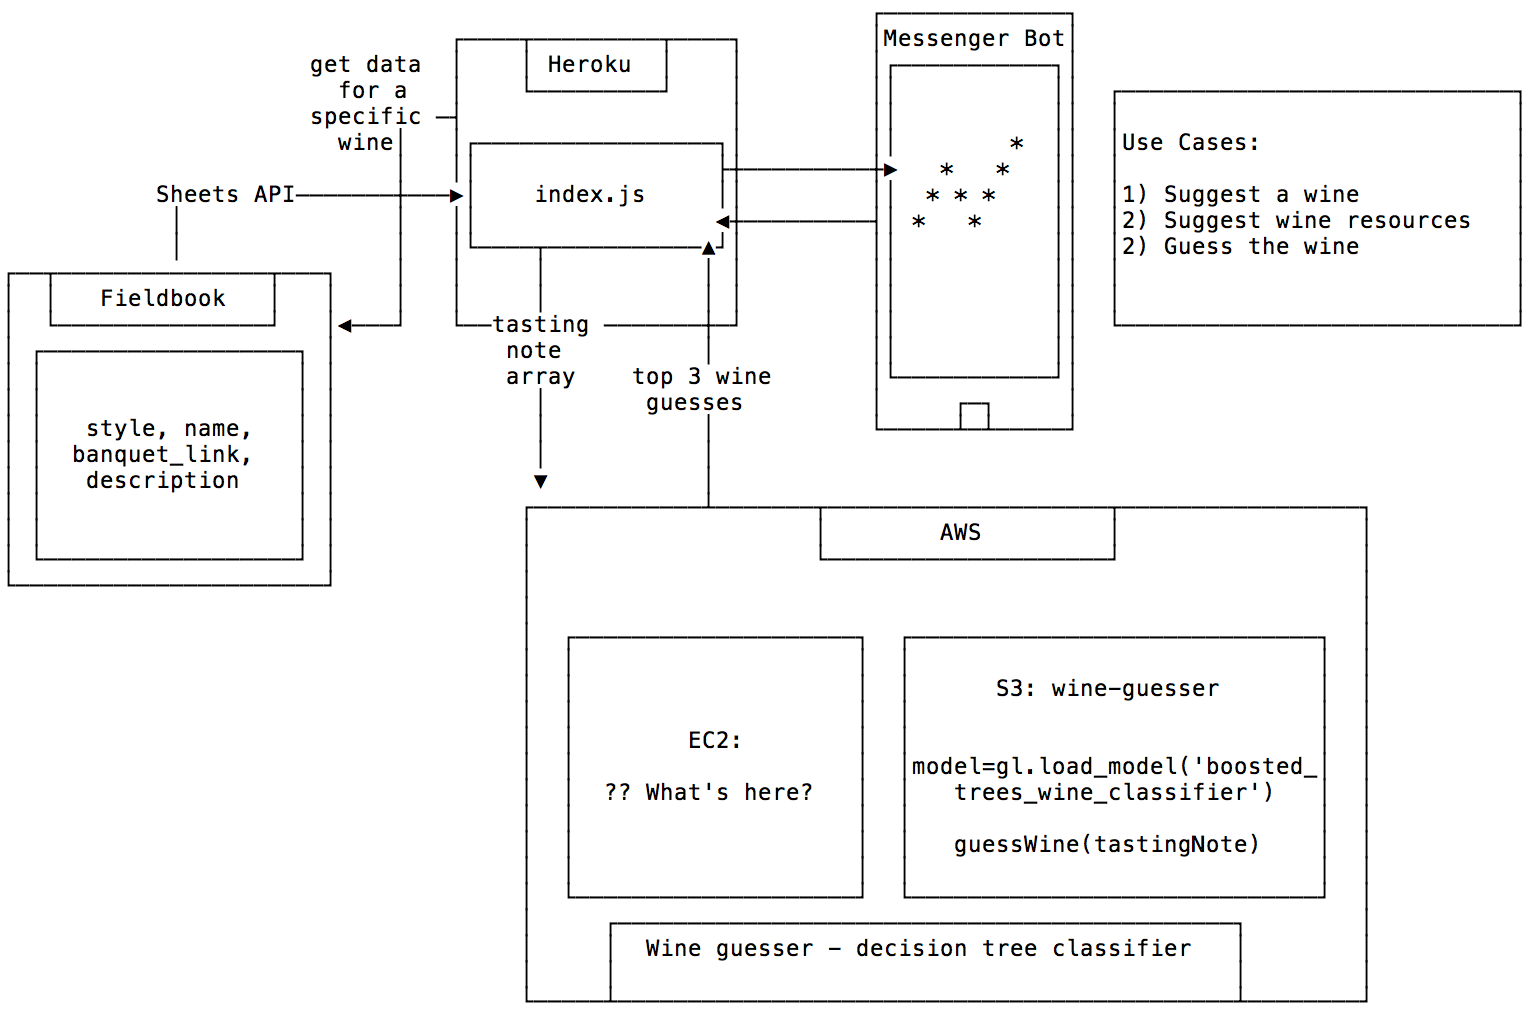 get data
for a
specific
wine
Sheets API
Fieldbook
style, name,
banquet_link,
description
Heroku
index.js
tasting
note
array
top 3 wine
guesses
Messenger Bot
*
* *
* * *
* *
Use Cases:
1) Suggest a wine
2) Suggest wine resources
2) Guess the wine
AWS
EC2:
?? What's here?
S3: wine-guesser
model=gl.load_model('boosted_
trees_wine_classifier')
guessWine(tastingNote)
Wine guesser - decision tree classifier